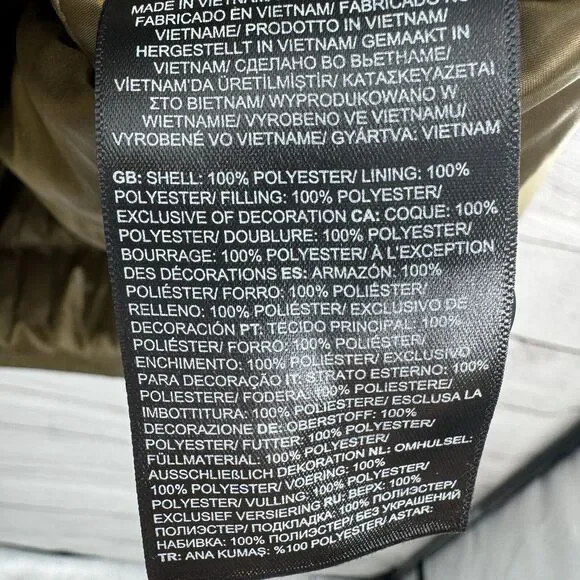 MADE IN VIETNAM/
FABRICADO EN VIETNAM/ FABRICADO NO
VIETNAME/ PRODOTTO IN VIETNAM/
HERGESTELLT IN VIETNAM/ GEMAAKT IN
VIETNAM/ СДЕЛАНО ВО ВЬЕТНАМЕ/
VİETNAM'DA ÜRETİLMİŞTİR/ ΚΑΤΑΣΚΕΥΑΖΕΤΑΙ
ΣΤΟ ΒΙΕΤΝΑΜ/ WYPRODUKOWANO W
WIETNAMIE/ VYROBENO VE VIETNAMU/
VYROBENÉ VO VIETNAME/ GYÁRTVA: VIETNAM
GB: SHELL: 100% POLYESTER/ LINING: 100%
POLYESTER/ FILLING: 100% POLYESTER/
EXCLUSIVE OF DECORATION CA: COQUE: 100%
POLYESTER/ DOUBLURE: 100% POLYESTER/
BOURRAGE: 100% POLYESTER/ À L'EXCEPTION
DES DÉCORATIONS ES: ARMAZÓN: 100%
POLIÉSTER/ FORRO: 100% POLIÉSTER/
RELLENO: 100% POLIÉSTER/ EXCLUSIVO DE
DECORACIÓN PT: TECIDO PRINCIPAL: 100%
POLIÉSTER/ FORRO: 100% POLIÉSTER/
ENCHIMENTO: 100% POLIÉSTER/ EXCLUSIVO
PARA DECORAÇÃO IT: STRATO ESTERNO: 100%
POLIESTERE/ FODERA: 100% POLIESTERE/
IMBOTTITURA: 100% POLIESTERE/ ESCLUSA LA
DECORAZIONE DE: OBERSTOFF: 100%
POLYESTER/ FUTTER: 100% POLYESTER/
FÜLLMATERIAL: 100% POLYESTER/
AUSSCHLIEßLICH DEKORATION NL: OMHULSEL:
100% POLYESTER/ VOERING: 100%
POLYESTER/ VULLING: 100% POLYESTER/
EXCLUSIEF VERSIERING RU: ВЕРХ: 100%
ПОЛИЭСТЕР/ ПОДКЛАДКА: 100% ПОЛИЭСТЕР/
НАБИВКА: 100% ПОЛИЭСТЕР/ БЕЗ УКРАШЕНИЙ
TR: ANA KUMAŞ: %100 POLYESTER/ ASTAR: